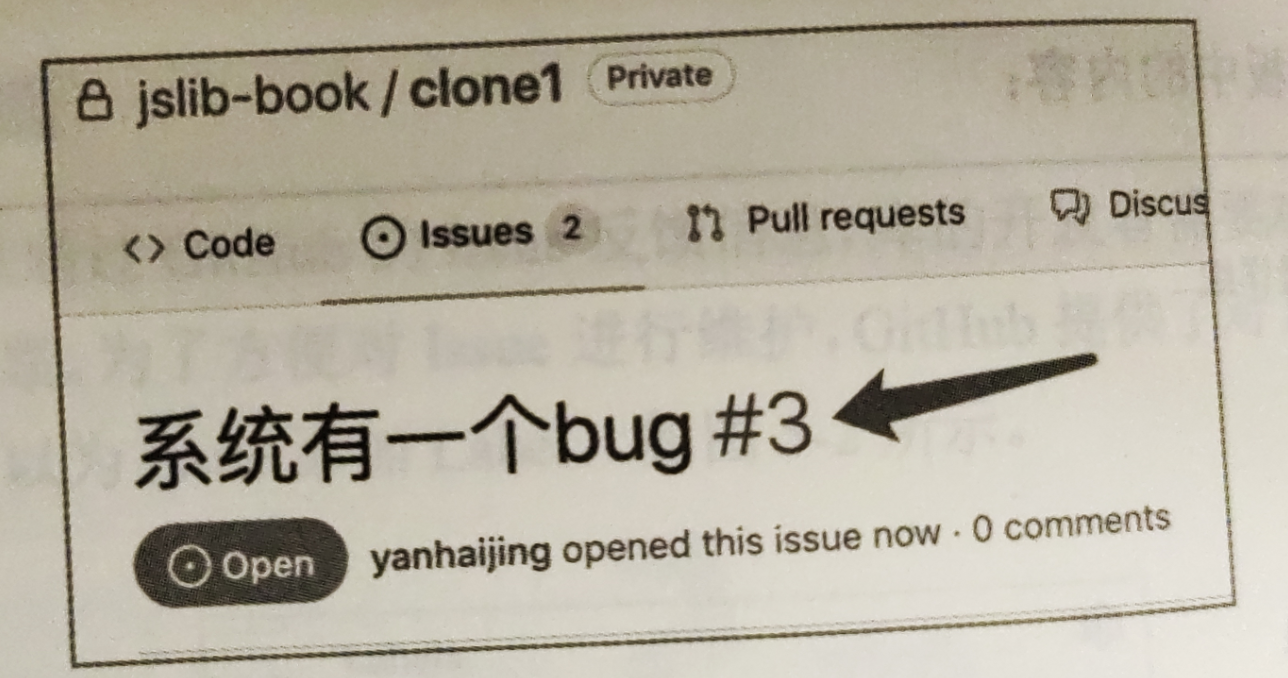 jslib-book / clone1 Private
Code Issues 2 Pull requests Discus
系统有一个bug #3
Open yanhaijing opened this issue now · 0 comments